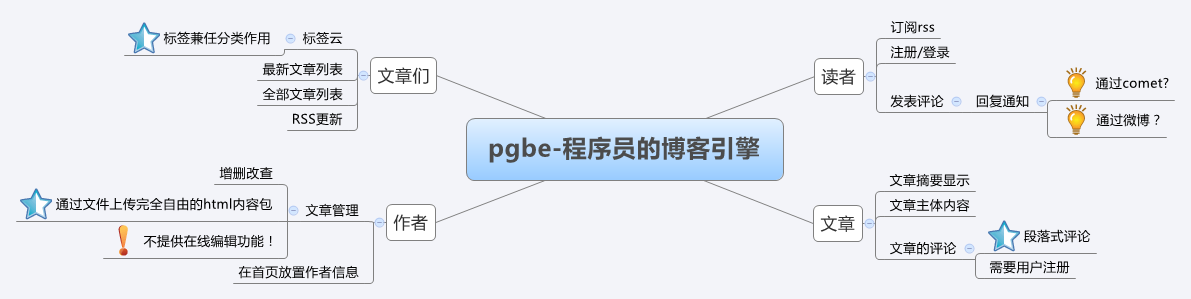 pgbe-程序员的博客引擎
文章们
标签云
标签兼任分类作用
最新文章列表
全部文章列表
RSS更新
作者
文章管理
增删改查
通过文件上传完全自由的html内容包
不提供在线编辑功能！
在首页放置作者信息
读者
订阅rss
注册/登录
发表评论
回复通知
通过comet?
通过微博？
文章
文章摘要显示
文章主体内容
文章的评论
段落式评论
需要用户注册